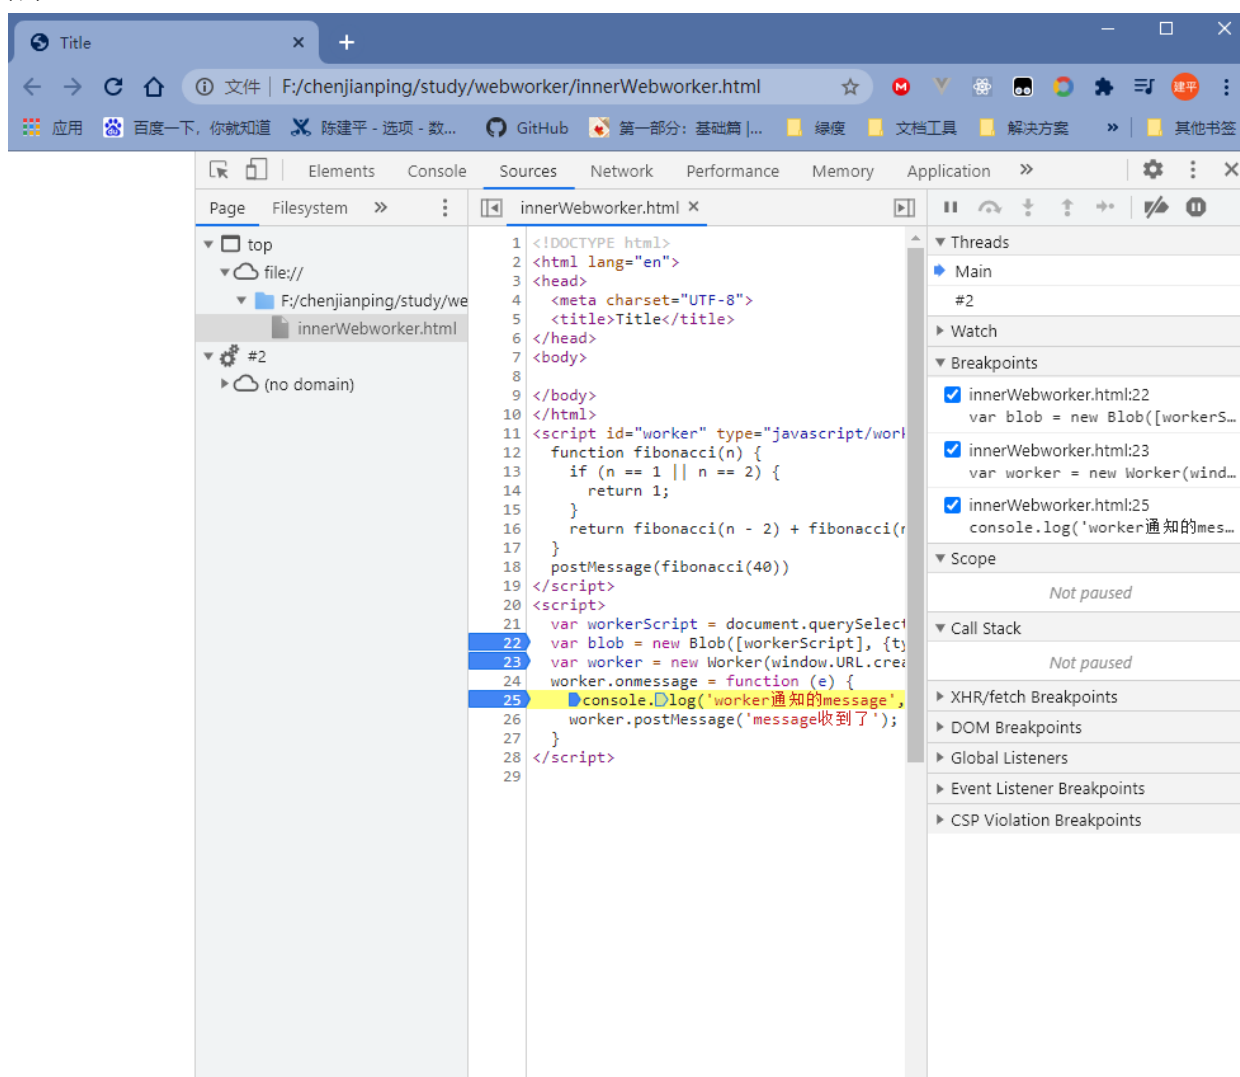 Title
文件 F:/chenjianping/study/webworker/innerWebworker.html 建平
应用 百度一下，你就知道 陈建平 - 选项 - 数... GitHub 第一部分：基础篇 |... 绿瘦 文档工具 解决方案 » 其他书签
Elements Console Sources Network Performance Memory Application »
Page Filesystem »
innerWebworker.html ×
top
file://
F:/chenjianping/study/we
innerWebworker.html
#2
(no domain)
1 <!DOCTYPE html>
2 <html lang="en">
3 <head>
4 <meta charset="UTF-8">
5 <title>Title</title>
6 </head>
7 <body>
8
9 </body>
10 </html>
11 <script id="worker" type="javascript/work
12 function fibonacci(n) {
13 if (n == 1 || n == 2) {
14 return 1;
15 }
16 return fibonacci(n - 2) + fibonacci(n
17 }
18 postMessage(fibonacci(40))
19 </script>
20 <script>
21 var workerScript = document.querySelect
22 var blob = new Blob([workerScript], {ty
23 var worker = new Worker(window.URL.crea
24 worker.onmessage = function (e) {
25 console.log('worker通知的message',
26 worker.postMessage('message收到了');
27 }
28 </script>
29
Threads
Main
#2
Watch
Breakpoints
innerWebworker.html:22
var blob = new Blob([workerS…
innerWebworker.html:23
var worker = new Worker(wind…
innerWebworker.html:25
console.log('worker通知的mes…
Scope
Not paused
Call Stack
Not paused
XHR/fetch Breakpoints
DOM Breakpoints
Global Listeners
Event Listener Breakpoints
CSP Violation Breakpoints